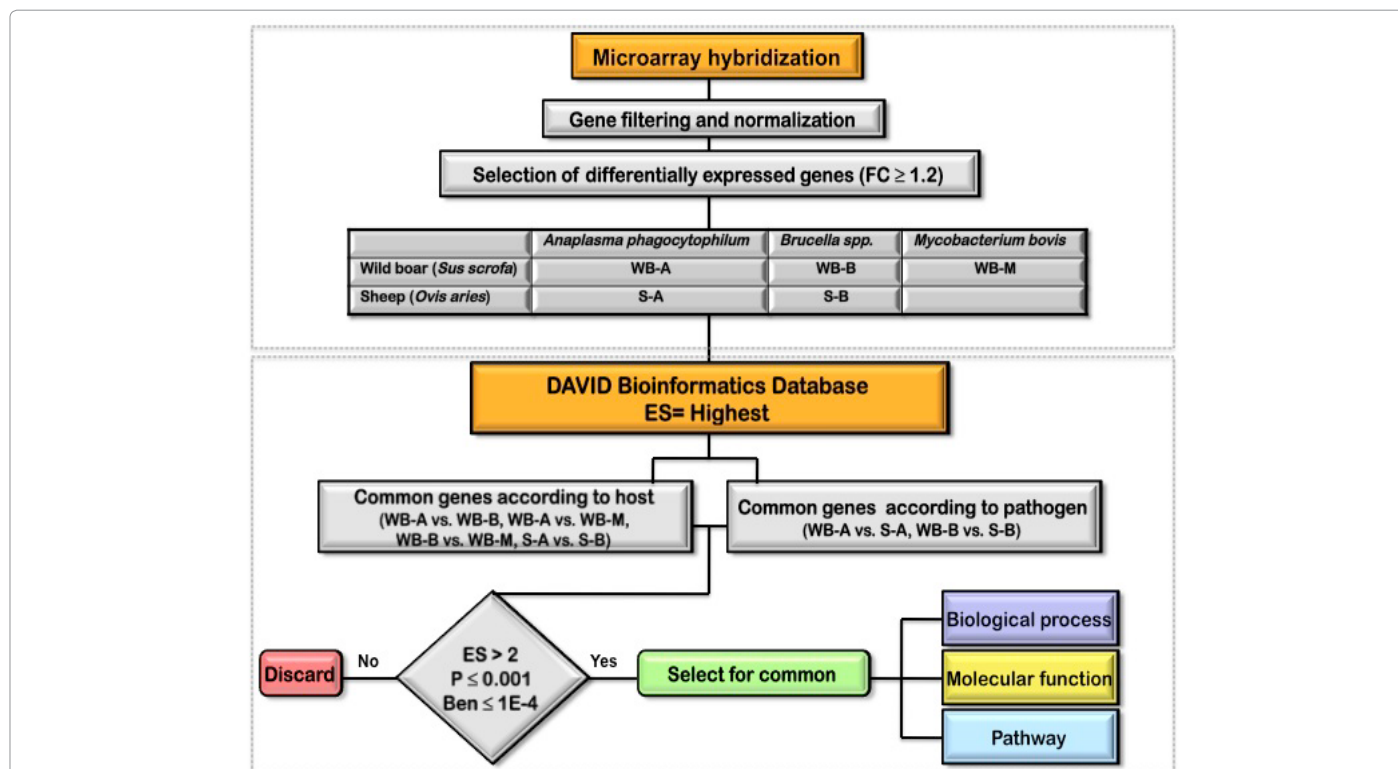 Microarray hybridization
Gene filtering and normalization
Selection of differentially expressed genes (FC ≥ 1.2)
Anaplasma phagocytophilum Brucella spp. Mycobacterium bovis
Wild boar (Sus scrofa) WB-A WB-B WB-M
Sheep (Ovis aries) S-A S-B
DAVID Bioinformatics Database
ES= Highest
Common genes according to host
(WB-A vs. WB-B, WB-A vs. WB-M,
WB-B vs. WB-M, S-A vs. S-B)
Common genes according to pathogen
(WB-A vs. S-A, WB-B vs. S-B)
Discard
No
ES > 2
P ≤ 0.001
Ben ≤ 1E-4
Yes
Select for common
Biological process
Molecular function
Pathway